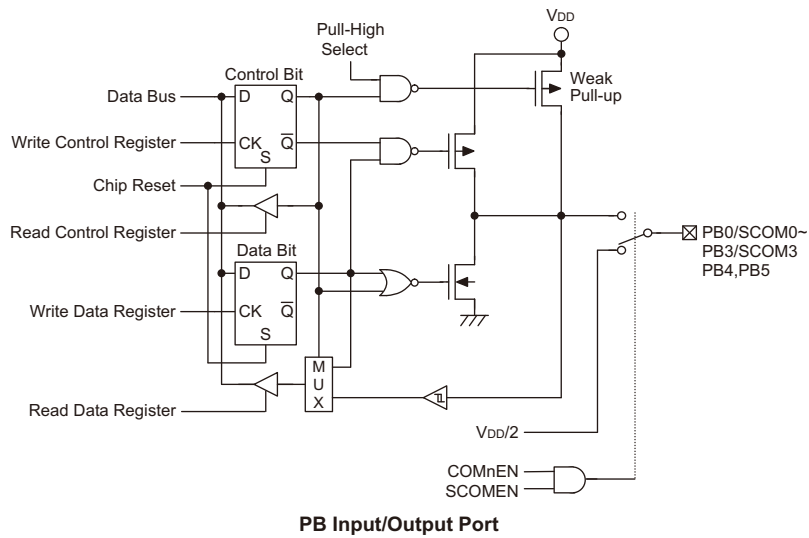 VDD
Pull-High
Select
Control Bit
Weak
Pull-up
Data Bus
D Q
Write Control Register
CK Q̅
S
Chip Reset
Read Control Register
Data Bit
D Q
Write Data Register
CK Q̅
S
M
U
X
Read Data Register
PB0/SCOM0~
PB3/SCOM3
PB4,PB5
VDD/2
COMnEN
SCOMEN
PB Input/Output Port